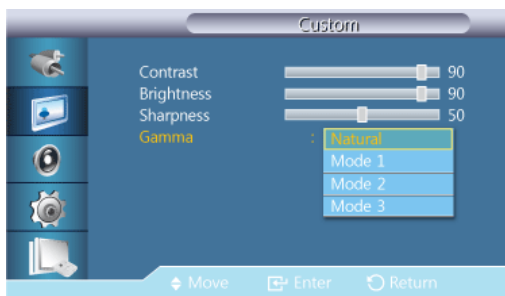 Custom
Contrast 90
Brightness 90
Sharpness 50
Gamma : Natural
Mode 1
Mode 2
Mode 3
Move Enter Return